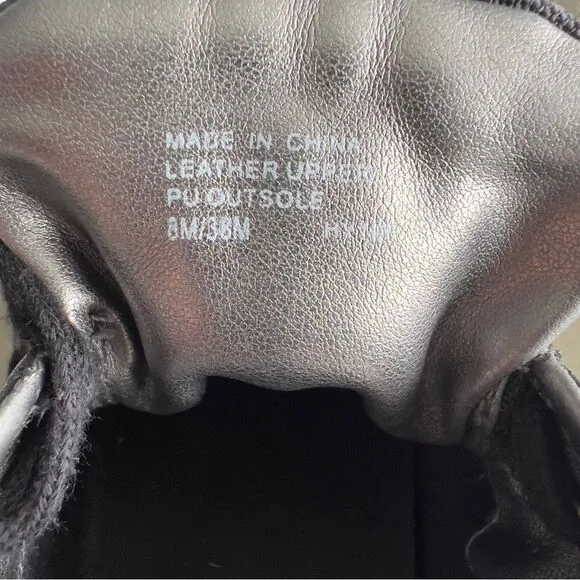 MADE IN CHINA
LEATHER UPPER
PU OUTSOLE
8M/38M